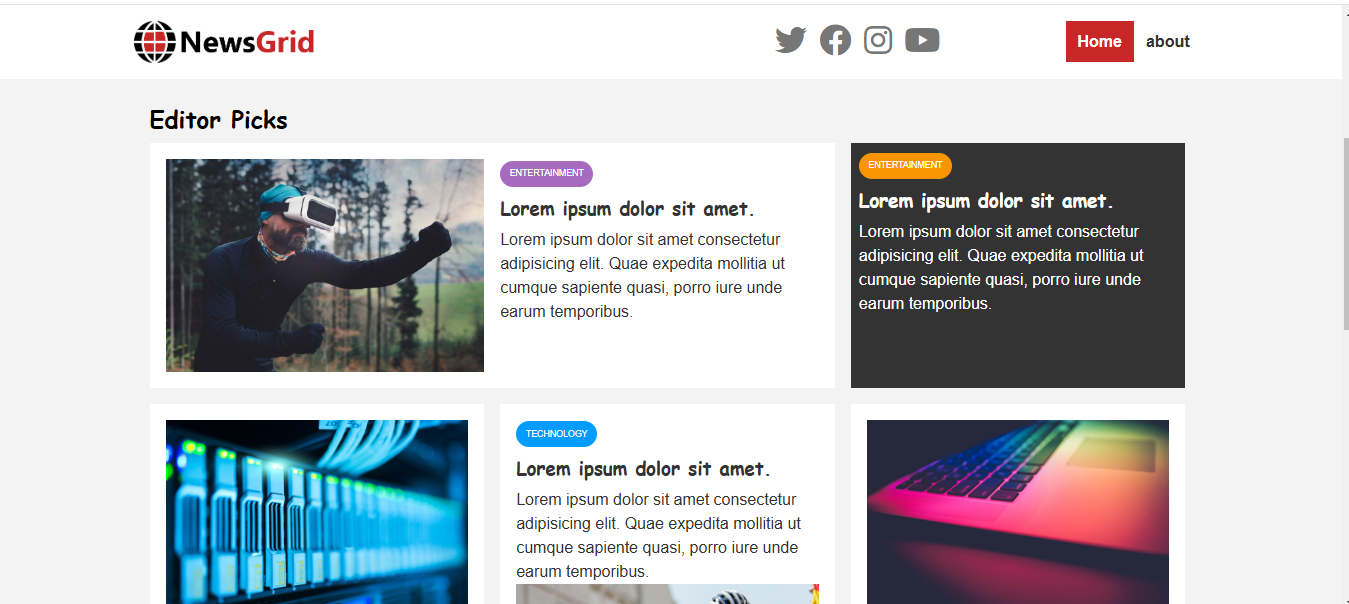 NewsGrid
Home about
Editor Picks
ENTERTAINMENT
Lorem ipsum dolor sit amet.
Lorem ipsum dolor sit amet consectetur
adipisicing elit. Quae expedita mollitia ut
cumque sapiente quasi, porro iure unde
earum temporibus.
ENTERTAINMENT
Lorem ipsum dolor sit amet.
Lorem ipsum dolor sit amet consectetur
adipisicing elit. Quae expedita mollitia ut
cumque sapiente quasi, porro iure unde
earum temporibus.
TECHNOLOGY
Lorem ipsum dolor sit amet.
Lorem ipsum dolor sit amet consectetur
adipisicing elit. Quae expedita mollitia ut
cumque sapiente quasi, porro iure unde
earum temporibus.